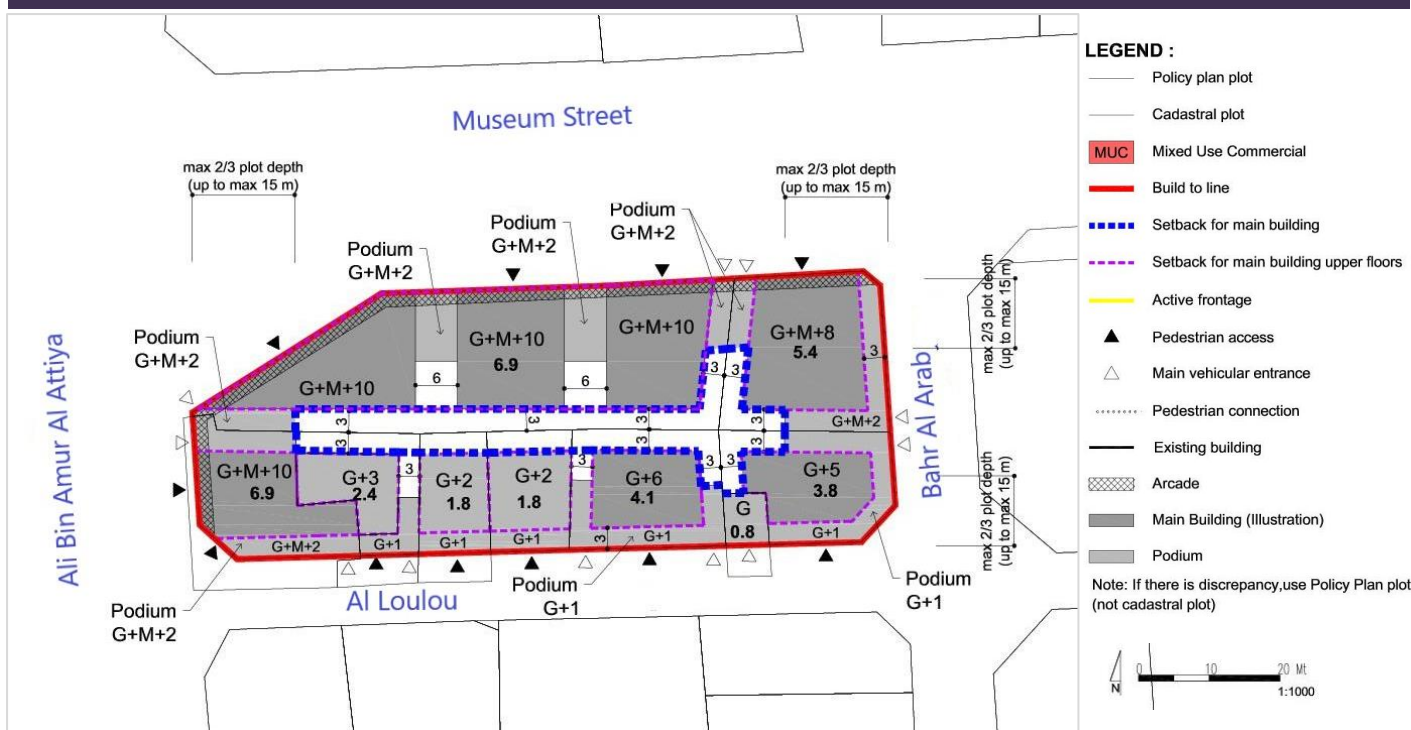 Museum Street
max 2/3 plot depth
(up to max 15 m)
max 2/3 plot depth
(up to max 15 m)
Podium
G+M+2
Podium
G+M+2
Podium
G+M+2
Podium
G+M+2
G+M+10
G+M+10
6.9
G+M+10
G+M+8
5.4
6
6
3
3
3
3
3
3
3
3
3
3
3
G+M+2
Ali Bin Amur Al Attiya
Bahr Al Arab
max 2/3 plot depth
(up to max 15 m)
max 2/3 plot depth
(up to max 15 m)
G+M+10
6.9
G+3
2.4
3
G+2
1.8
G+2
1.8
3
G+6
4.1
3
3
G
0.8
G+5
3.8
G+M+2
G+1
G+1
G+1
3
G+1
G+1
Podium
G+M+2
Al Loulou
Podium
G+1
Podium
G+1
LEGEND :
Policy plan plot
Cadastral plot
MUC Mixed Use Commercial
Build to line
Setback for main building
Setback for main building upper floors
Active frontage
Pedestrian access
Main vehicular entrance
Pedestrian connection
Existing building
Arcade
Main Building (Illustration)
Podium
Note: If there is discrepancy,use Policy Plan plot
(not cadastral plot)
N
0 10 20 Mt
1:1000